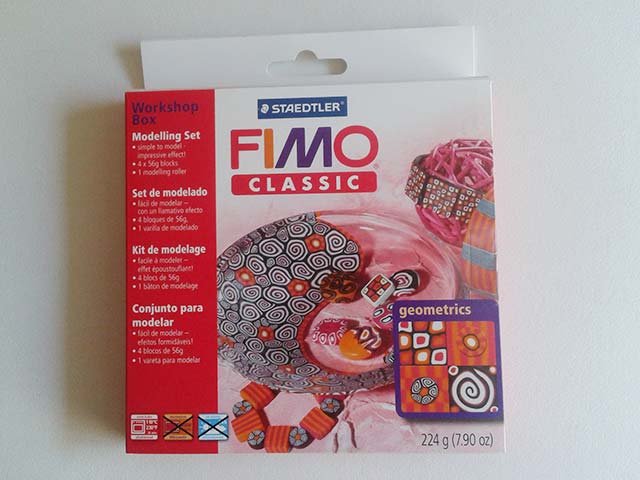 Workshop
Box
Modelling Set
• simple to model -
impressive effect!
• 4 x 56g blocks
• 1 modelling roller
Set de modelado
• fácil de modelar –
con un llamativo efecto
• 4 bloques de 56g,
1 varilla de modelado
Kit de modelage
• facile à modeler –
effet époustouflant!
• 4 blocs de 56g
• 1 bâton de modelage
Conjunto para
modelar
• fácil de modelar –
efeitos formidáveis!
• 4 blocos de 56g
• 1 vareta para modelar
110°C
230°F
STAEDTLER®
FIMO®
CLASSIC
geometrics
224 g (7.90 oz)